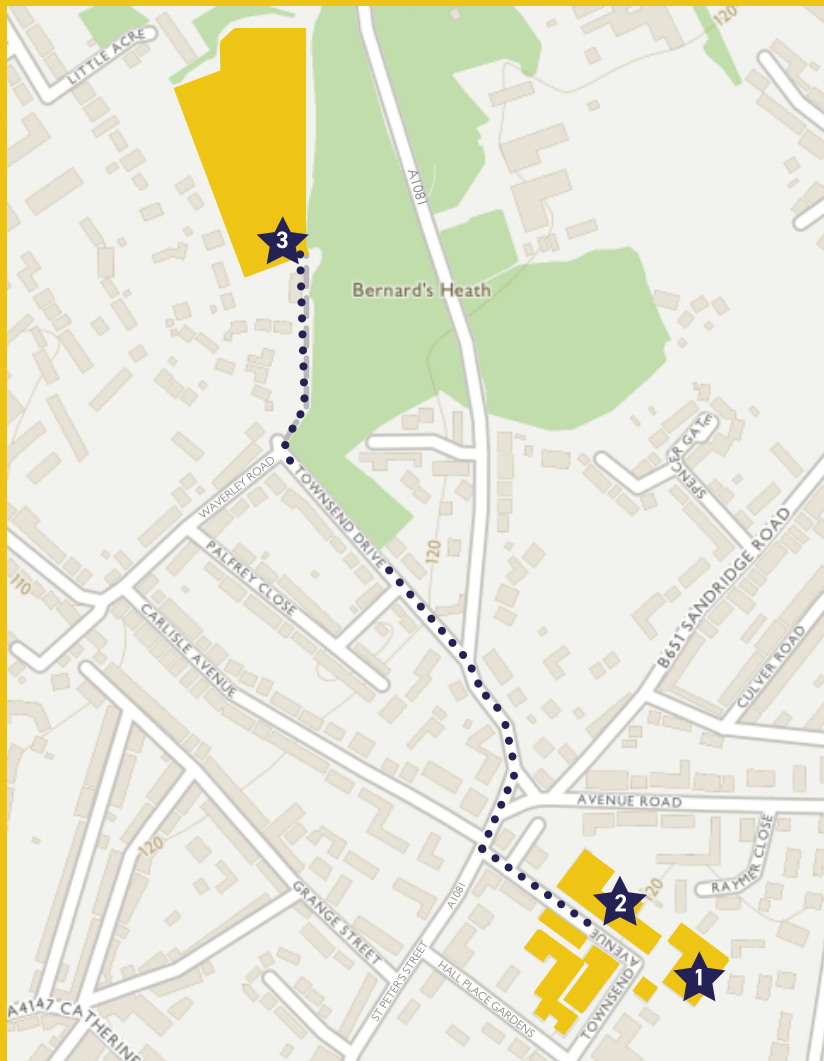 120
LITTLE ACRE
A1081
3
Bernard's Heath
SPENCER GATE
WAVERLEY ROAD
TOWNSEND DRIVE
120
B651 SANDRIDGE ROAD
PALFREY CLOSE
110
CARLISLE AVENUE
CULVER ROAD
AVENUE ROAD
RAYMER CLOSE
120
120
2
A1081
GRANGE STREET
TOWNSEND AVENUE
1
ST PETER'S STREET
HALL PLACE GARDENS
A4147 CATHERINE